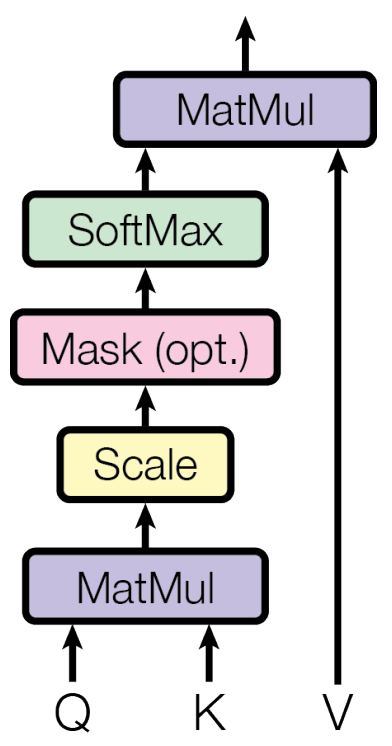 MatMul
SoftMax
Mask (opt.)
Scale
MatMul
Q K V